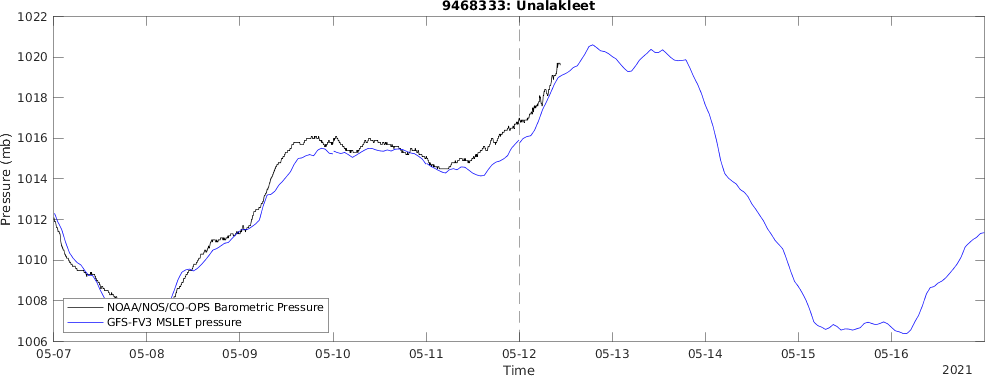 9468333: Unalakleet
Pressure (mb)
1022
1020
1018
1016
1014
1012
1010
1008
1006
NOAA/NOS/CO-OPS Barometric Pressure
GFS-FV3 MSLET pressure
05-07 05-08 05-09 05-10 05-11 05-12 05-13 05-14 05-15 05-16
Time
2021